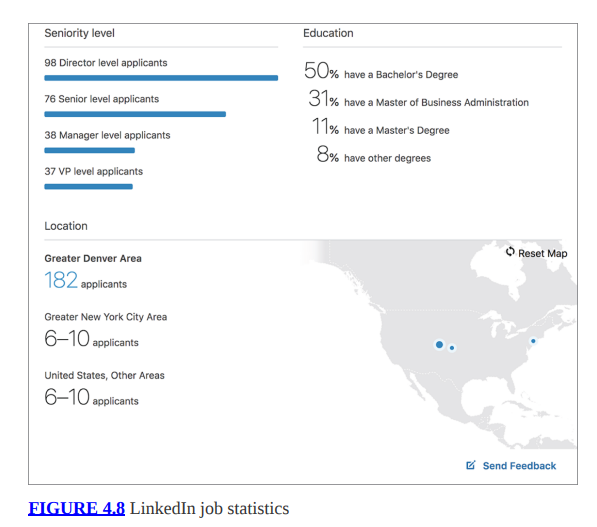 Seniority level
98 Director level applicants
76 Senior level applicants
38 Manager level applicants
37 VP level applicants
Education
50% have a Bachelor's Degree
31% have a Master of Business Administration
11% have a Master's Degree
8% have other degrees
Location
Greater Denver Area
182 applicants
Greater New York City Area
6–10 applicants
United States, Other Areas
6–10 applicants
Reset Map
Send Feedback
FIGURE 4.8 LinkedIn job statistics